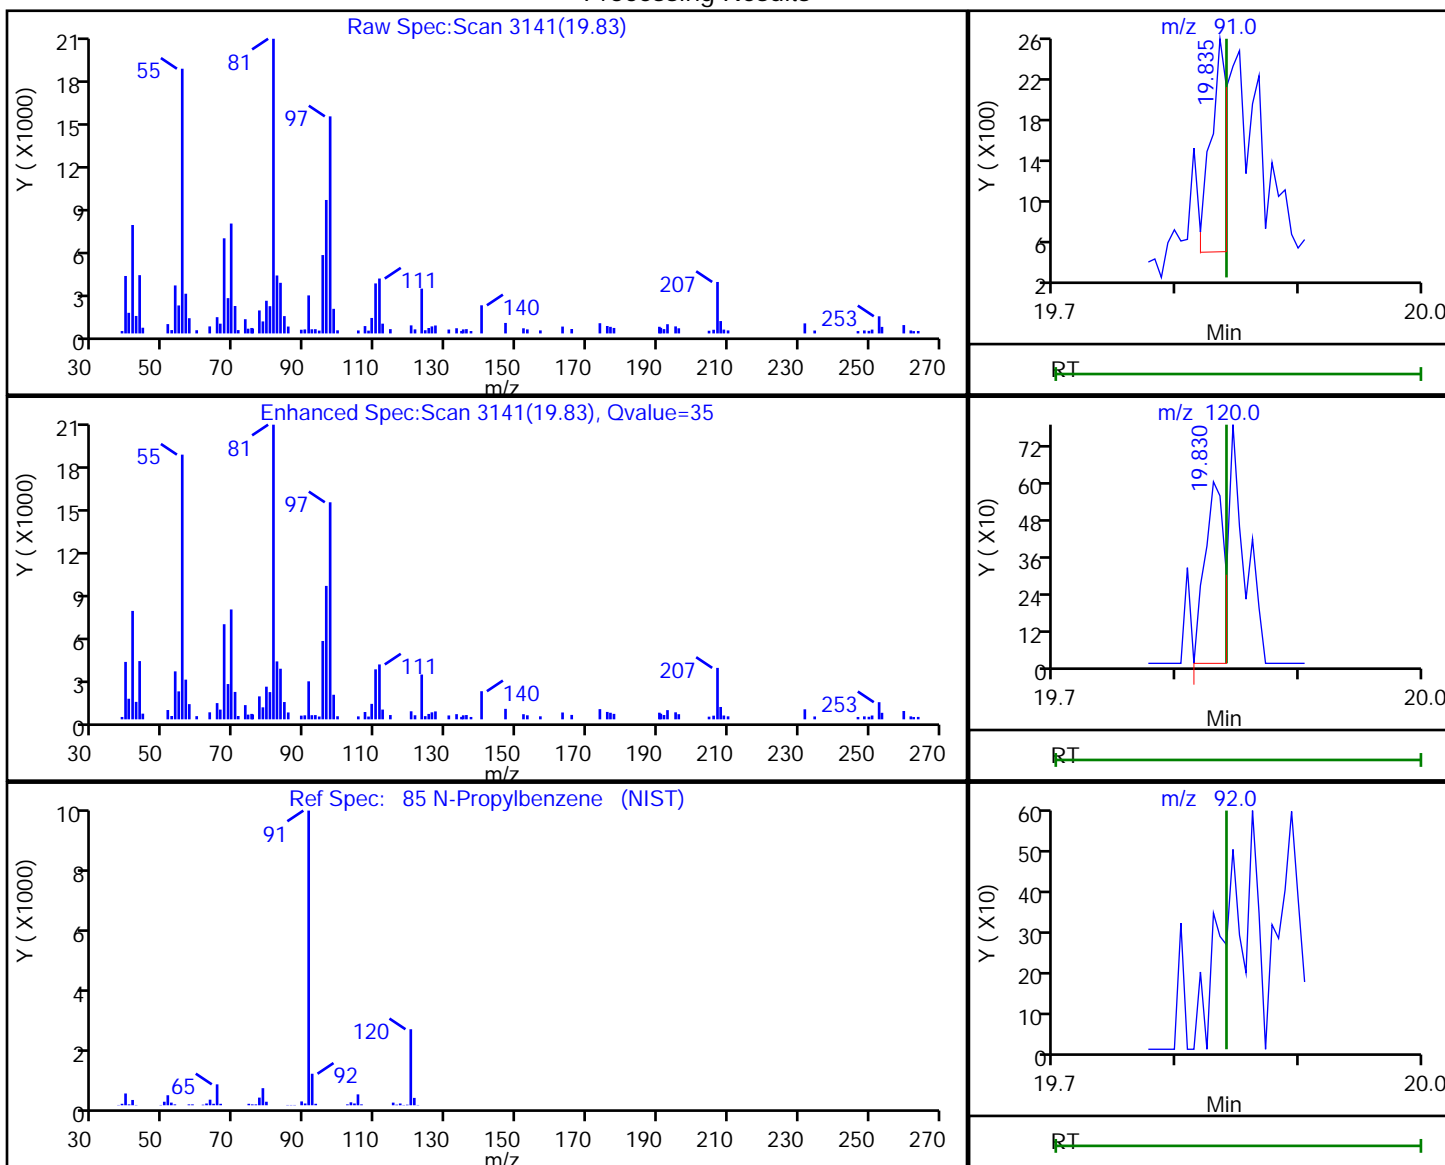 Processing Results
Raw Spec:Scan 3141(19.83)
Y ( X1000)
21
18
15
12
9
6
3
0
55
81
97
111
140
207
253
30 50 70 90 110 130 150 170 190 210 230 250 270
m/z
m/z 91.0
Y ( X100)
26
22
18
14
10
6
2
19.835
19.7 20.0
Min
RT
Enhanced Spec:Scan 3141(19.83), Qvalue=35
Y ( X1000)
21
18
15
12
9
6
3
0
55
81
97
111
140
207
253
30 50 70 90 110 130 150 170 190 210 230 250 270
m/z
m/z 120.0
Y ( X10)
72
60
48
36
24
12
0
19.830
19.7 20.0
Min
RT
Ref Spec: 85 N-Propylbenzene (NIST)
Y ( X1000)
10
8
6
4
2
0
91
120
65
92
30 50 70 90 110 130 150 170 190 210 230 250 270
m/z
m/z 92.0
Y ( X10)
60
50
40
30
20
10
0
19.7 20.0
Min
RT